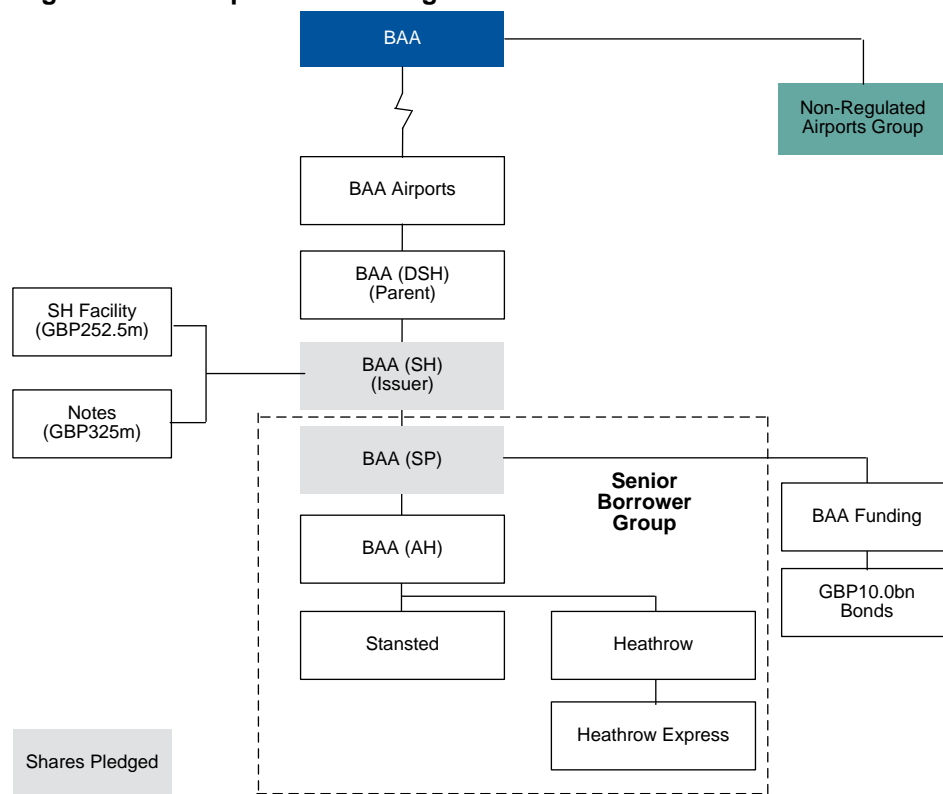 BAA
Non-Regulated
Airports Group
BAA Airports
BAA (DSH)
(Parent)
SH Facility
(GBP252.5m)
BAA (SH)
(Issuer)
Notes
(GBP325m)
BAA (SP)
Senior
Borrower
Group
BAA Funding
BAA (AH)
GBP10.0bn
Bonds
Stansted
Heathrow
Heathrow Express
Shares Pledged